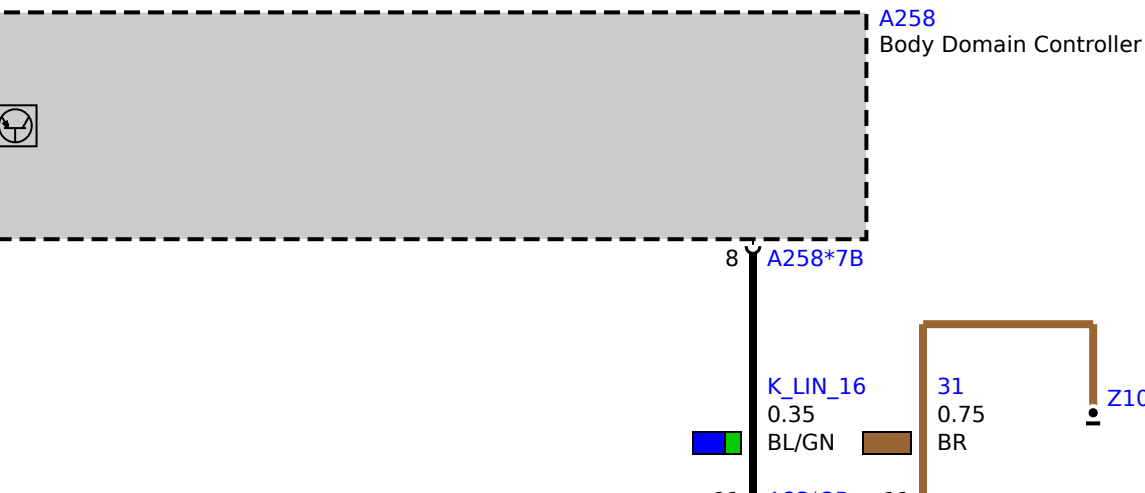 A258
Body Domain Controller
8 A258*7B
K_LIN_16
0.35
BL/GN
31
0.75
BR